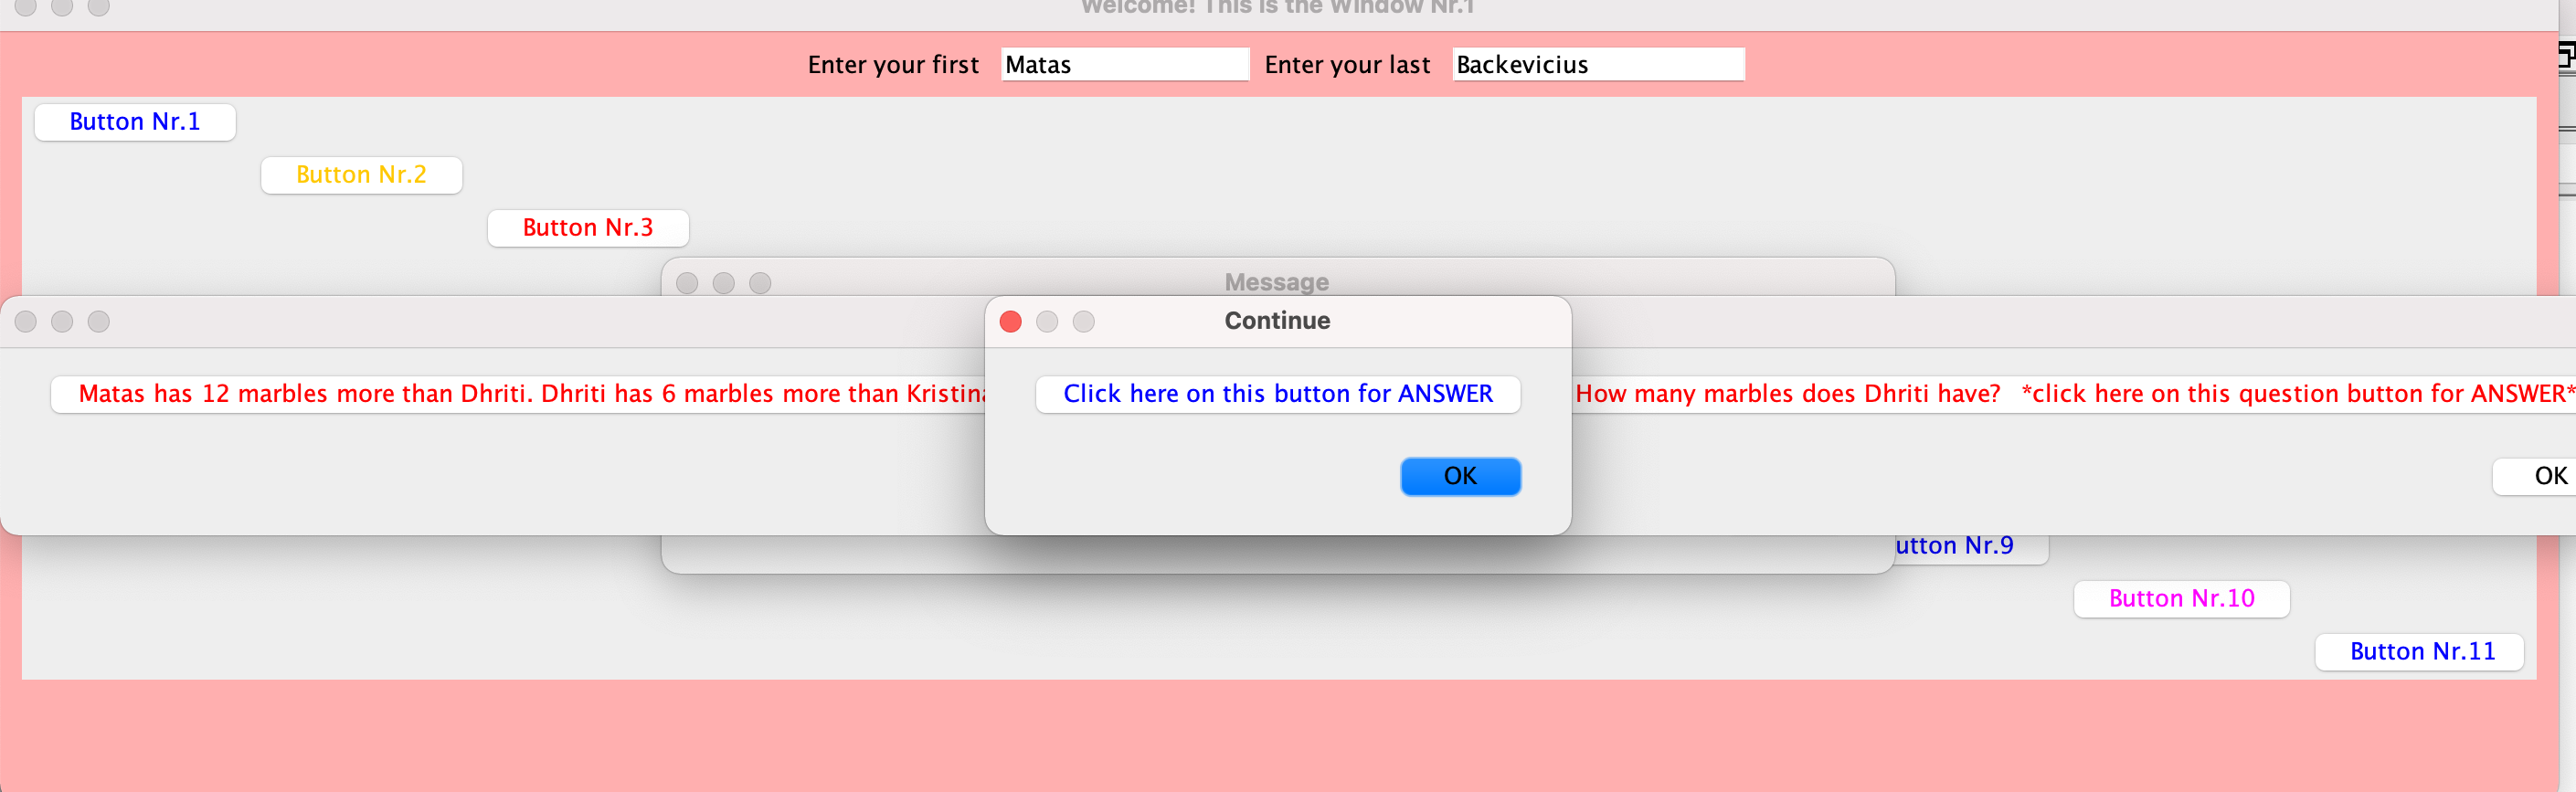 Welcome! This is the Window Nr.1
Enter your first Matas Enter your last Backevicius
Button Nr.1
Button Nr.2
Button Nr.3
Message
Continue
Matas has 12 marbles more than Dhriti. Dhriti has 6 marbles more than
Click here on this button for ANSWER
How many marbles does Dhriti have? *click here on this question button for ANSWER*
OK
OK
Nr.9
Button Nr.10
Button Nr.11